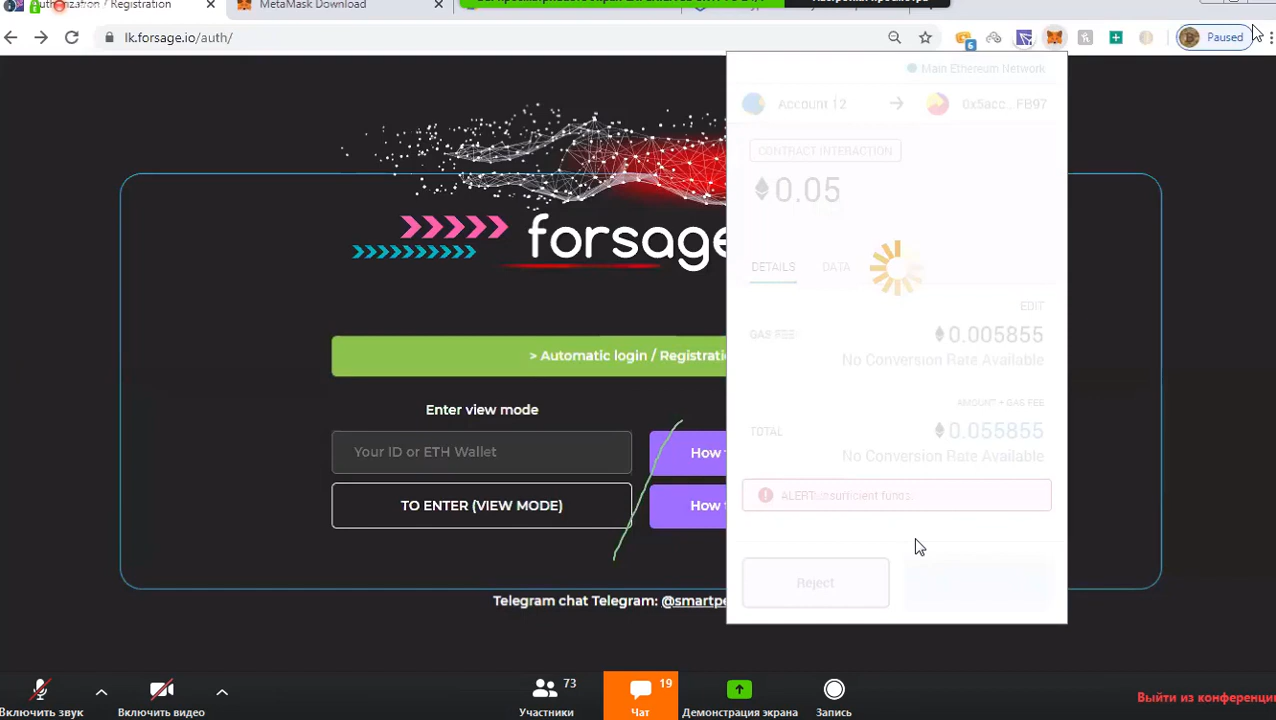 MetaMask Download
lk.forsage.io/auth/
6
Paused
Main Ethereum Network
Account 12
0x5acc... FB97
CONTRACT INTERACTION
0.05
forsage
DETAILS
DATA
EDIT
GAS FEE
0.005855
No Conversion Rate Available
> Automatic login / Registratio
AMOUNT + GAS FEE
Enter view mode
TOTAL
0.055855
No Conversion Rate Available
Your ID or ETH Wallet
How
ALERT: Insufficient funds.
TO ENTER (VIEW MODE)
How
Reject
Telegram chat Telegram: @smartpe
73
19
Включить звук
Включить видео
Участники
Чат
Демонстрация экрана
Запись
Выйти из конференци